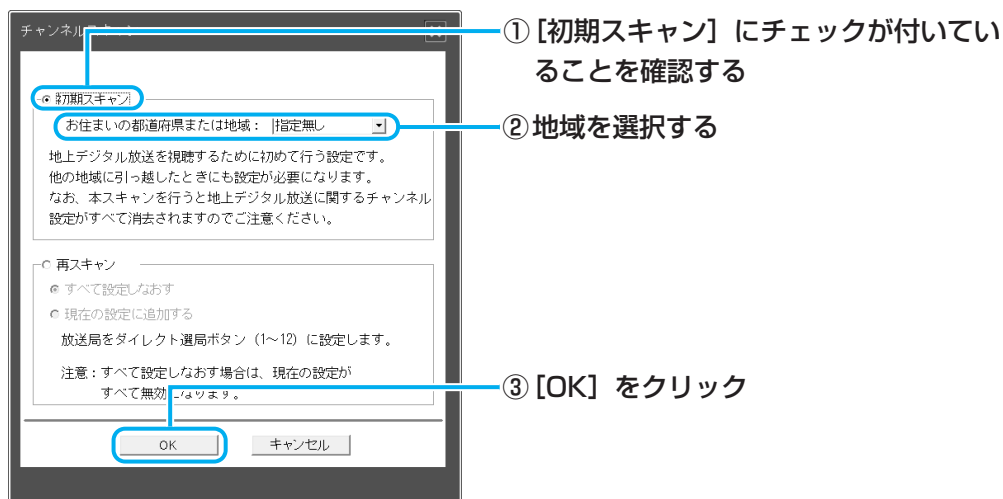 チャンネルスキャン
① [初期スキャン] にチェックが付いてい
ることを確認する
初期スキャン
お住まいの都道府県または地域： 指定無し
② 地域を選択する
地上デジタル放送を視聴するために初めて行う設定です。
他の地域に引っ越したときにも設定が必要になります。
なお、本スキャンを行うと地上デジタル放送に関するチャンネル
設定がすべて消去されますのでご注意ください。
再スキャン
すべて設定しなおす
現在の設定に追加する
放送局をダイレクト選局ボタン（1～12）に設定します。
注意：すべて設定しなおす場合は、現在の設定が
すべて無効になります。
③ [OK] をクリック
OK キャンセル